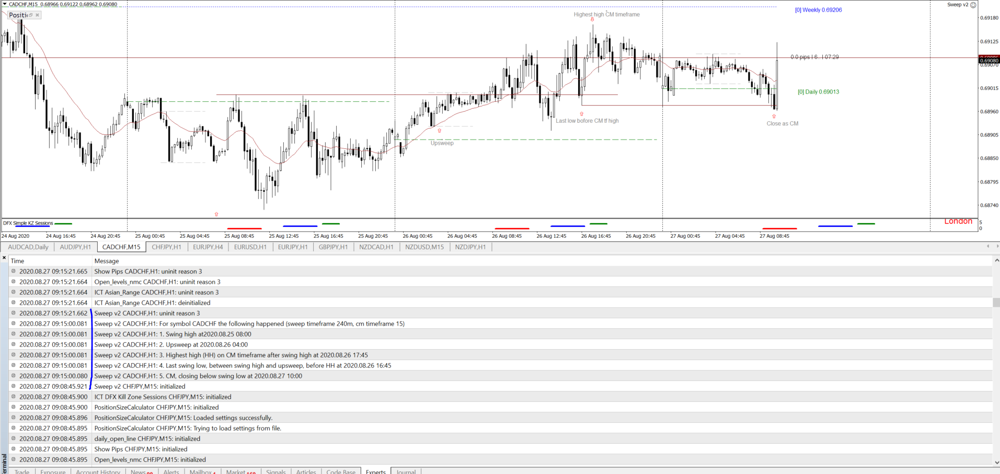 CADCHF,M15 0.68966 0.69122 0.68962 0.69080
Sweep v2
Positi
Highest high CM timeframe
[0] Weekly 0.69206
0.69180
0.69125
0.0 pips | 6... | 07:29
0.69080
0.69070
0.69015
[0] Daily 0.69013
0.68960
Last low bofore CM tf high
Close as CM
Upsweep
0.68905
0.68850
0.68795
0.68740
DFX Simple KZ Sessions
London
5
0
24 Aug 2020 24 Aug 16:45 24 Aug 20:45 25 Aug 00:45 25 Aug 04:45 25 Aug 08:45 25 Aug 12:45 25 Aug 16:45 25 Aug 20:45 26 Aug 00:45 26 Aug 04:45 26 Aug 08:45 26 Aug 12:45 26 Aug 16:45 26 Aug 20:45 27 Aug 00:45 27 Aug 04:45 27 Aug 08:45
AUDCAD,Daily AUDJPY,H1 CADCHF,M15 CHFJPY,H1 EURJPY,H4 EURUSD,H1 EURJPY,H1 GBPJPY,H1 NZDCAD,H1 NZDUSD,M15 NZDJPY,H1
Time Message
2020.08.27 09:15:21.665 Show Pips CADCHF,H1: uninit reason 3
2020.08.27 09:15:21.664 Open_levels_nmc CADCHF,H1: uninit reason 3
2020.08.27 09:15:21.664 ICT Asian_Range CADCHF,H1: uninit reason 3
2020.08.27 09:15:21.664 ICT Asian_Range CADCHF,H1: deinitialized
2020.08.27 09:15:21.662 Sweep v2 CADCHF,H1: uninit reason 3
2020.08.27 09:15:00.081 Sweep v2 CADCHF,H1: For symbol CADCHF the following happened (sweep timeframe 240m, cm timeframe 15)
2020.08.27 09:15:00.081 Sweep v2 CADCHF,H1: 1. Swing high at2020.08.25 08:00
2020.08.27 09:15:00.081 Sweep v2 CADCHF,H1: 2. Upsweep at 2020.08.26 04:00
2020.08.27 09:15:00.081 Sweep v2 CADCHF,H1: 3. Highest high (HH) on CM timeframe after swing high at 2020.08.26 17:45
2020.08.27 09:15:00.081 Sweep v2 CADCHF,H1: 4. Last swing low, between swing high and upsweep, before HH at 2020.08.26 16:45
2020.08.27 09:15:00.080 Sweep v2 CADCHF,H1: 5. CM, closing below swing low at 2020.08.27 10:00
2020.08.27 09:08:45.921 Sweep v2 CHFJPY,M15: initialized
2020.08.27 09:08:45.900 ICT DFX Kill Zone Sessions CHFJPY,M15: initialized
2020.08.27 09:08:45.900 PositionSizeCalculator CHFJPY,M15: initialized
2020.08.27 09:08:45.896 PositionSizeCalculator CHFJPY,M15: Loaded settings successfully.
2020.08.27 09:08:45.895 PositionSizeCalculator CHFJPY,M15: Trying to load settings from file.
2020.08.27 09:08:45.895 daily_open_line CHFJPY,M15: initialized
2020.08.27 09:08:45.895 Show Pips CHFJPY,M15: initialized
2020.08.27 09:08:45.895 Open_levels_nmc CHFJPY,M15: initialized
Trade Exposure Account History News 99 Alerts Mailbox 4 Market 169 Signals Articles Code Base Experts Journal